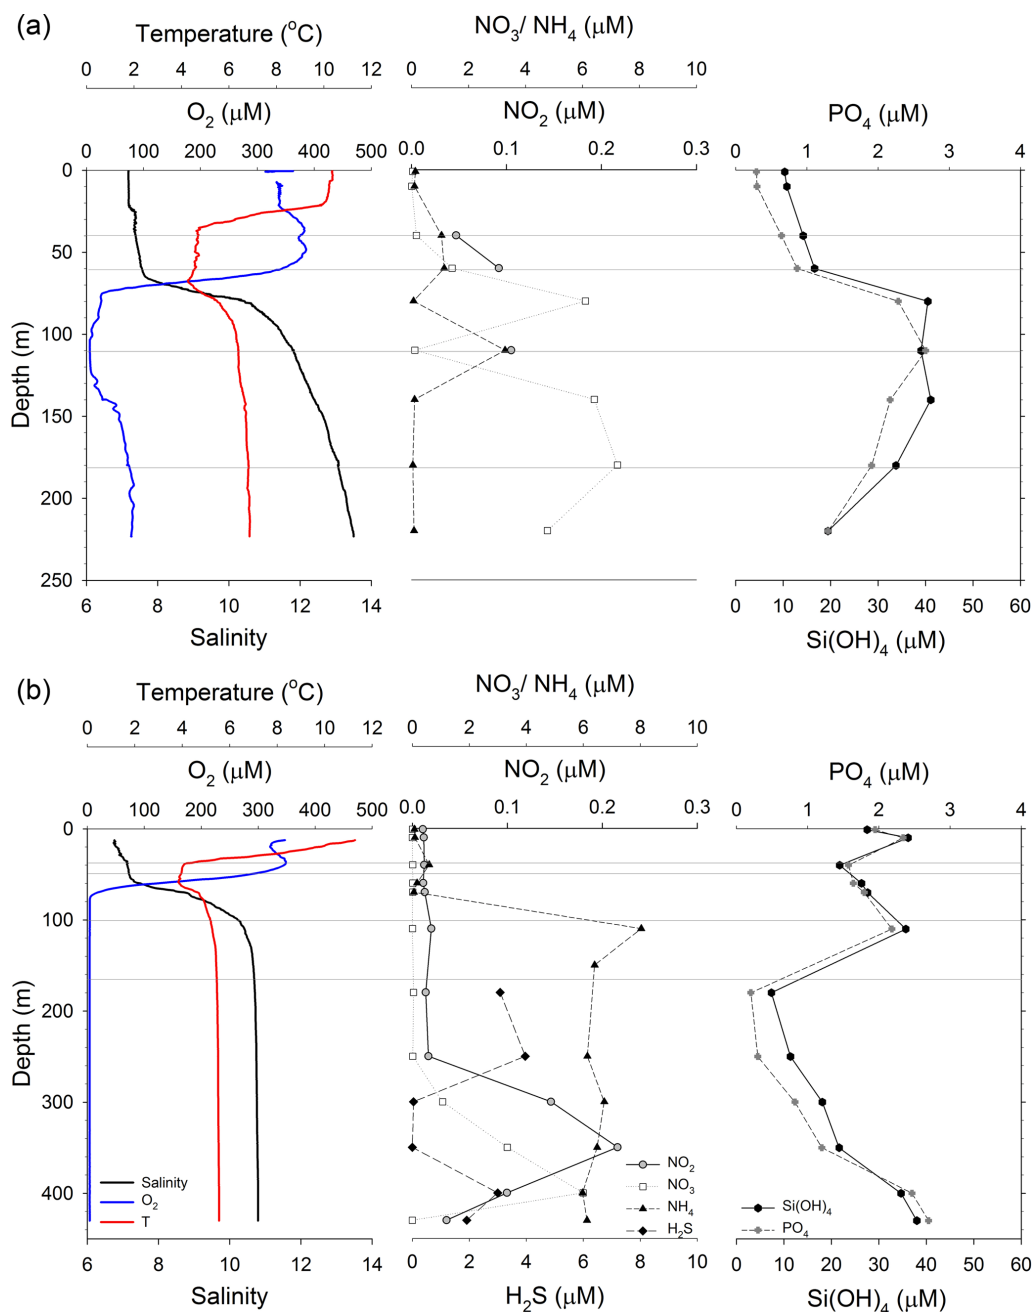 (a)
Temperature (°C)
0 2 4 6 8 10 12
O2 (μM)
0 100 200 300 400 500
NO3/ NH4 (μM)
0 2 4 6 8 10
NO2 (μM)
0.0 0.1 0.2 0.3
PO4 (μM)
0 1 2 3 4
Depth (m)
0
50
100
150
200
250
6 8 10 12 14
Salinity
0 10 20 30 40 50 60
Si(OH)4 (μM)
(b)
Temperature (°C)
0 2 4 6 8 10 12
O2 (μM)
0 100 200 300 400 500
NO3/ NH4 (μM)
0 2 4 6 8 10
NO2 (μM)
0.0 0.1 0.2 0.3
PO4 (μM)
0 1 2 3 4
Depth (m)
0
100
200
300
400
Salinity
O2
T
NO2
NO3
NH4
H2S
Si(OH)4
PO4
6 8 10 12 14
Salinity
0 2 4 6 8 10
H2S (μM)
0 10 20 30 40 50 60
Si(OH)4 (μM)